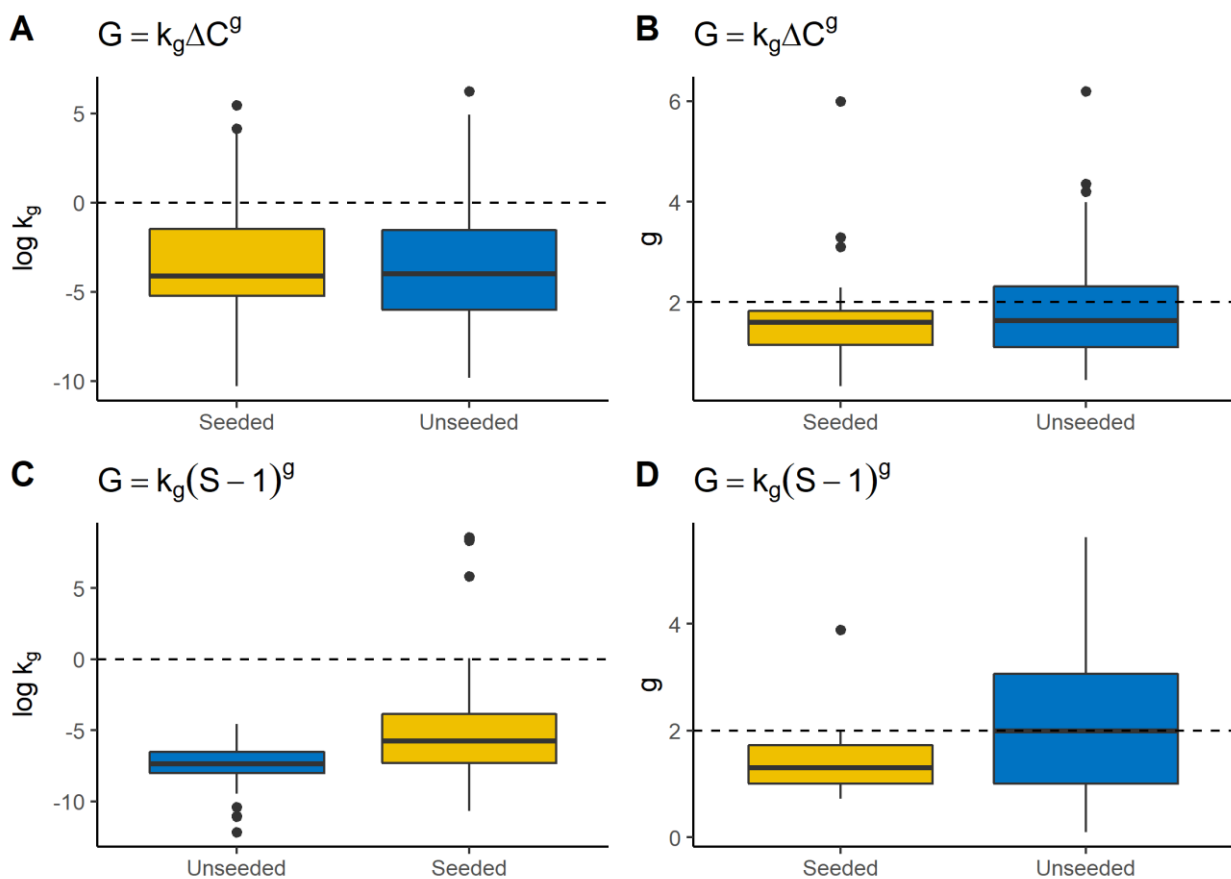 A G = k_gΔC^g
5
0
-5
-10
log k_g
Seeded Unseeded
B G = k_gΔC^g
6
4
2
g
Seeded Unseeded
C G = k_g(S − 1)^g
5
0
-5
-10
log k_g
Unseeded Seeded
D G = k_g(S − 1)^g
4
2
0
g
Seeded Unseeded